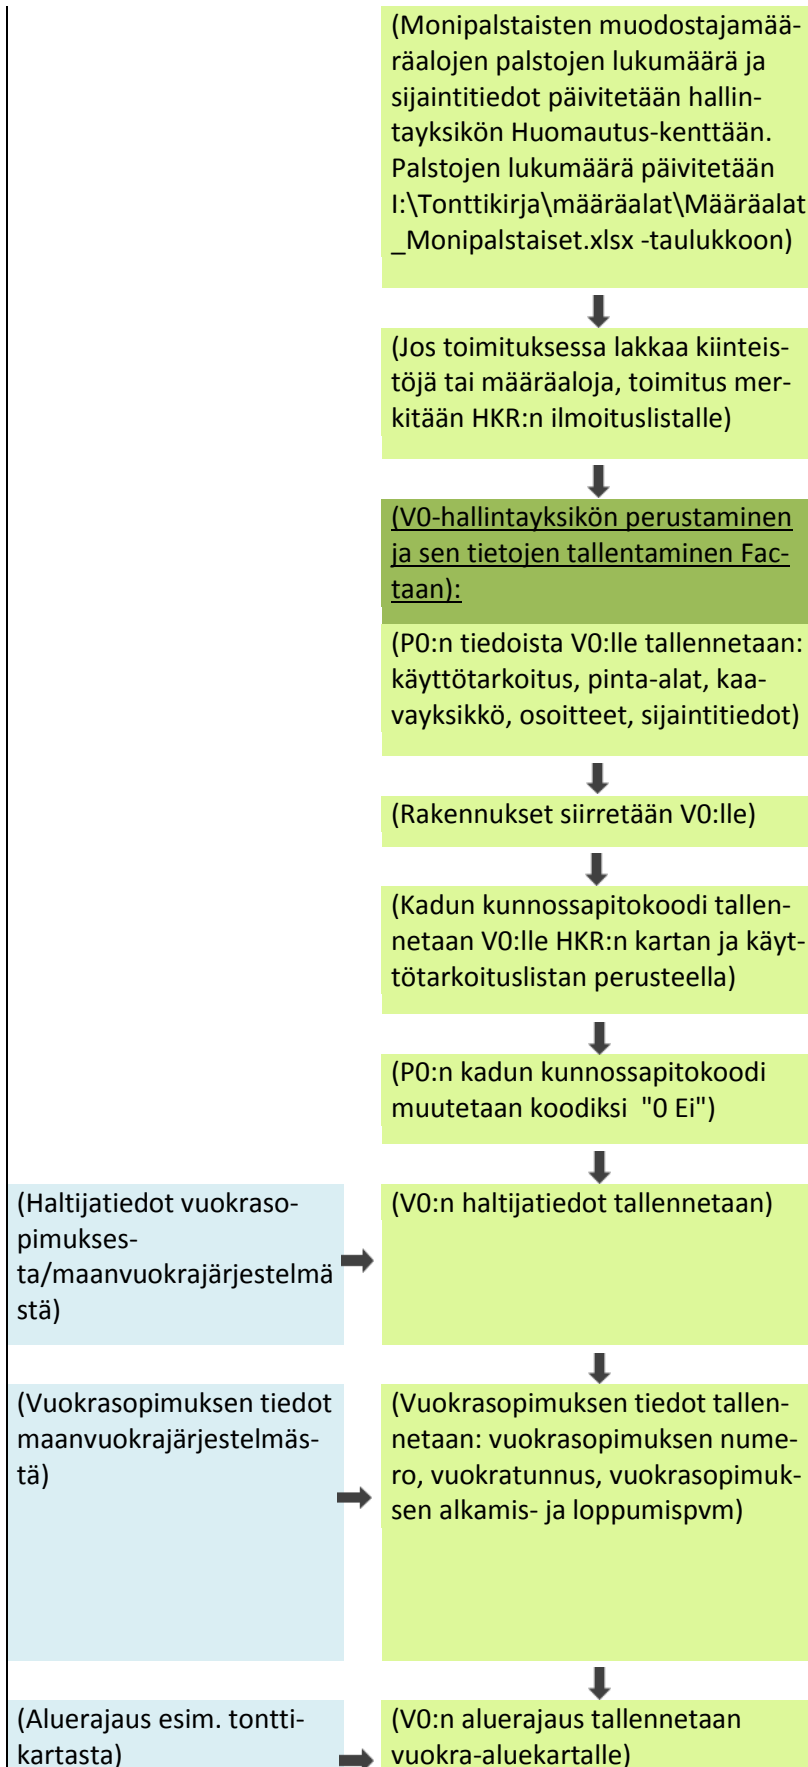 (Monipalstaisten muodostajamää-
räalojen palstojen lukumäärä ja
sijaintitiedot päivitetään hallin-
tayksikön Huomautus-kenttään.
Palstojen lukumäärä päivitetään
I:\Tonttikirja\määräalat\Määräalat
_Monipalstaiset.xlsx -taulukkoon)
(Jos toimituksessa lakkaa kiinteis-
töjä tai määräaloja, toimitus mer-
kitään HKR:n ilmoituslistalle)
(V0-hallintayksikön perustaminen
ja sen tietojen tallentaminen Fac-
taan):
(P0:n tiedoista V0:lle tallennetaan:
käyttötarkoitus, pinta-alat, kaa-
vayksikkö, osoitteet, sijaintitiedot)
(Rakennukset siirretään V0:lle)
(Kadun kunnossapitokoodi tallen-
netaan V0:lle HKR:n kartan ja käyt-
tötarkoituslistan perusteella)
(P0:n kadun kunnossapitokoodi
muutetaan koodiksi "0 Ei")
(Haltijatiedot vuokraso-
pimukses-
ta/maanvuokrajärjestelmä
stä)
(V0:n haltijatiedot tallennetaan)
(Vuokrasopimuksen tiedot
maanvuokrajärjestelmäs-
tä)
(Vuokrasopimuksen tiedot tallen-
netaan: vuokrasopimuksen nume-
ro, vuokratunnus, vuokrasopimuk-
sen alkamis- ja loppumispvm)
(Aluerajaus esim. tontti-
kartasta)
(V0:n aluerajaus tallennetaan
vuokra-aluekartalle)